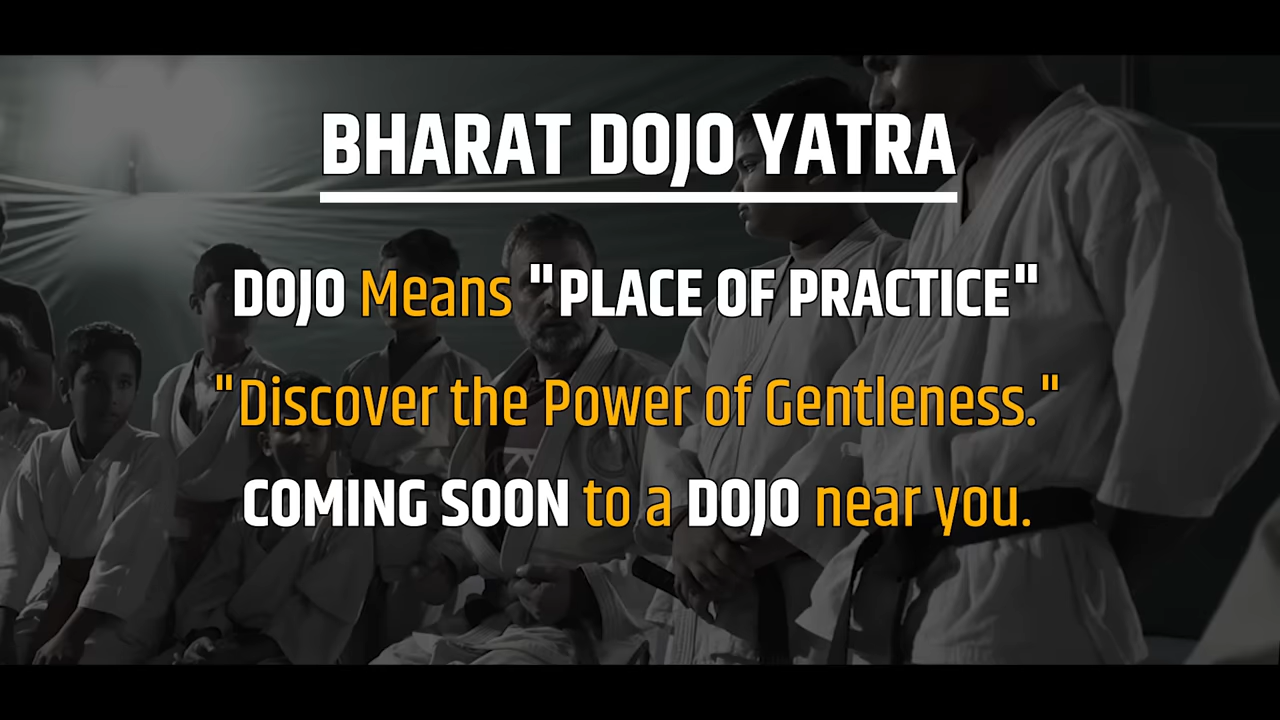 BHARAT DOJO YATRA
DOJO Means "PLACE OF PRACTICE"
"Discover the Power of Gentleness."
COMING SOON to a DOJO near you.